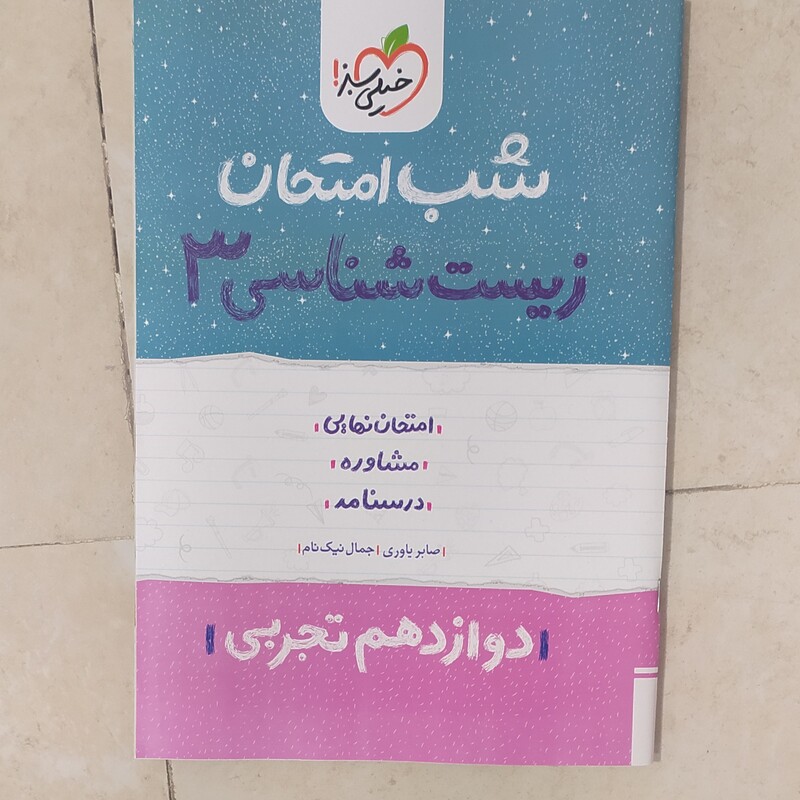 خیلی سبز!
شب امتحان
زیست شناسی ۳
امتحان نهایی
مشاوره
درسنامه
صابر یاوری | جمال نیک نام
دوازدهم تجربی